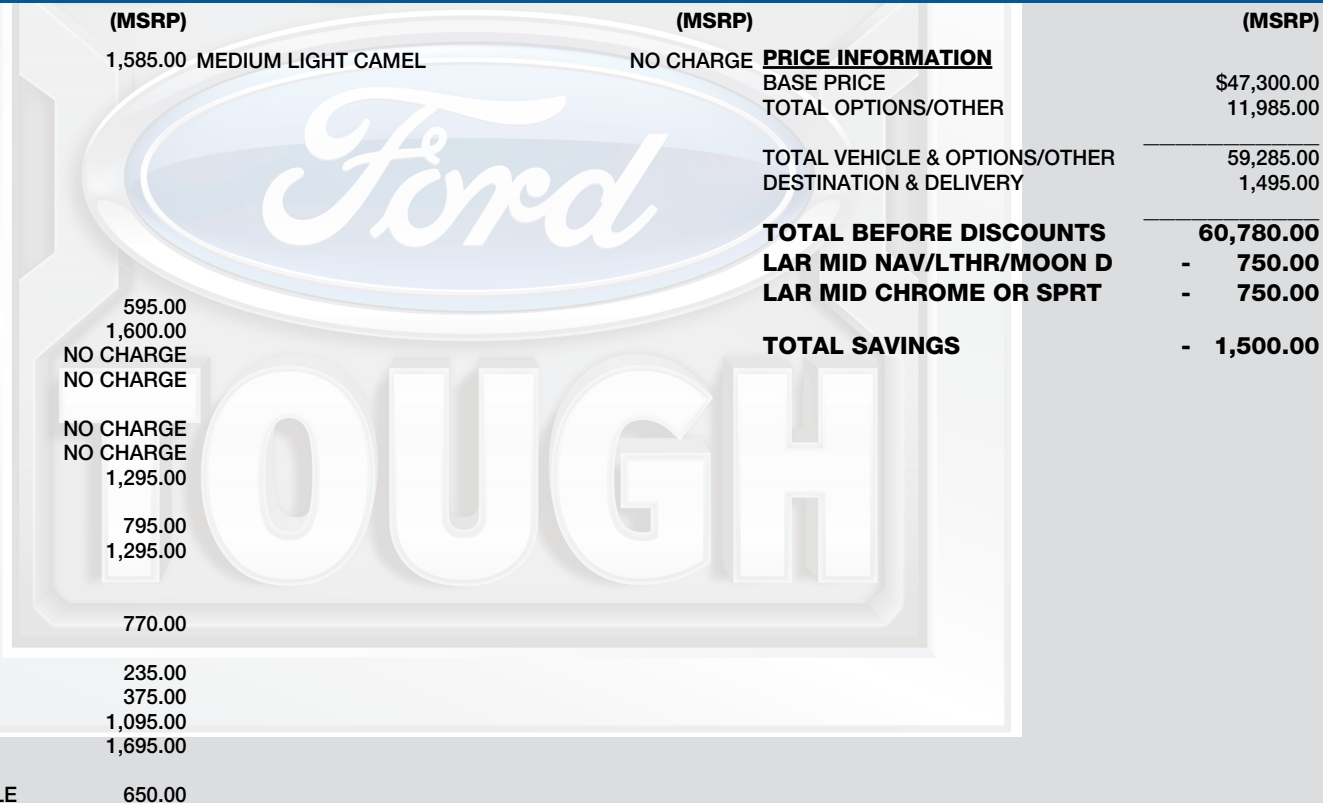 (MSRP) (MSRP) (MSRP)
1,585.00 MEDIUM LIGHT CAMEL NO CHARGE PRICE INFORMATION
BASE PRICE $47,300.00
TOTAL OPTIONS/OTHER 11,985.00
TOTAL VEHICLE & OPTIONS/OTHER 59,285.00
DESTINATION & DELIVERY 1,495.00
TOTAL BEFORE DISCOUNTS 60,780.00
LAR MID NAV/LTHR/MOON D - 750.00
LAR MID CHROME OR SPRT - 750.00
TOTAL SAVINGS - 1,500.00
595.00
1,600.00
NO CHARGE
NO CHARGE
NO CHARGE
NO CHARGE
1,295.00
795.00
1,295.00
770.00
235.00
375.00
1,095.00
1,695.00
LE 650.00
Ford
TOUGH